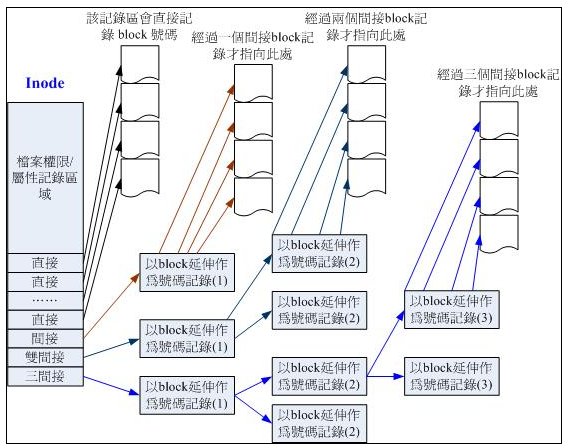 該記錄區會直接記
錄 block 號碼
經過一個間接block記
錄才指向此處
經過兩個間接block記
錄才指向此處
經過三個間接block記
錄才指向此處
Inode
檔案權限/
屬性記錄區
域
直接
直接
……
直接
間接
雙間接
三間接
以block延伸作
爲號碼記錄(1)
以block延伸作
爲號碼記錄(1)
以block延伸作
爲號碼記錄(1)
以block延伸作
爲號碼記錄(2)
以block延伸作
爲號碼記錄(2)
以block延伸作
爲號碼記錄(2)
以block延伸作
爲號碼記錄(2)
以block延伸作
爲號碼記錄(3)
以block延伸作
爲號碼記錄(3)